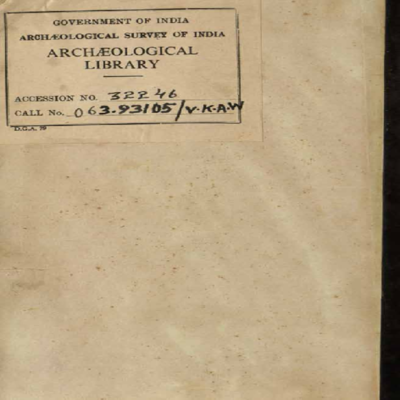 GOVERNMENT OF INDIA
ARCHÆOLOGICAL SURVEY OF INDIA
ARCHÆOLOGICAL
LIBRARY
ACCESSION NO. 32246
CALL No. 063.93105/V.K.A.W
D.G.A. 79